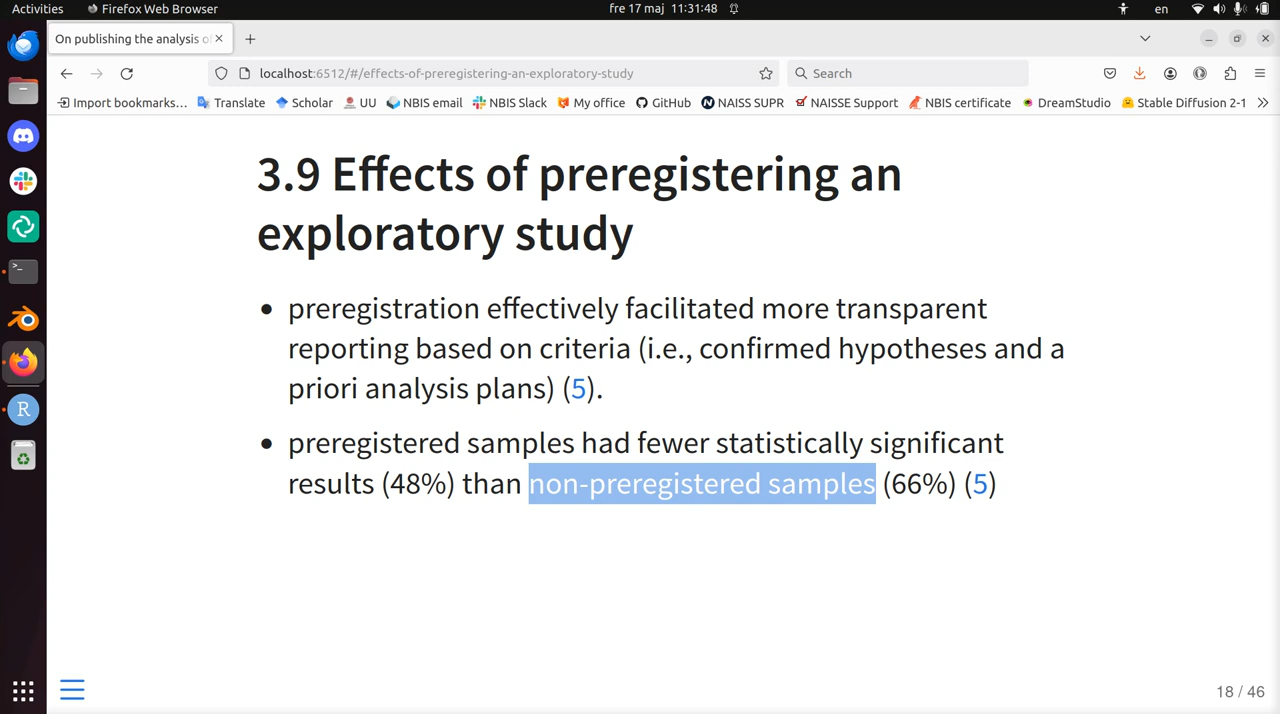 Activities Firefox Web Browser fre 17 maj 11:31:48 en
On publishing the analysis of
localhost:6512/#/effects-of-preregistering-an-exploratory-study Search
Import bookmarks... Translate Scholar UU NBIS email NBIS Slack My office GitHub NAISS SUPR NAISSE Support NBIS certificate DreamStudio Stable Diffusion 2-1
3.9 Effects of preregistering an
exploratory study
• preregistration effectively facilitated more transparent
reporting based on criteria (i.e., confirmed hypotheses and a
priori analysis plans) (5).
• preregistered samples had fewer statistically significant
results (48%) than non-preregistered samples (66%) (5)
R
18 / 46